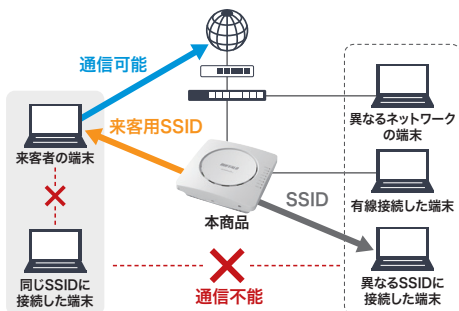 通信可能
来客用SSID
来客者の端末
同じSSIDに
接続した端末
BUFFALO
本商品
SSID
通信不能
異なるネットワーク
の端末
有線接続した端末
異なるSSIDに
接続した端末